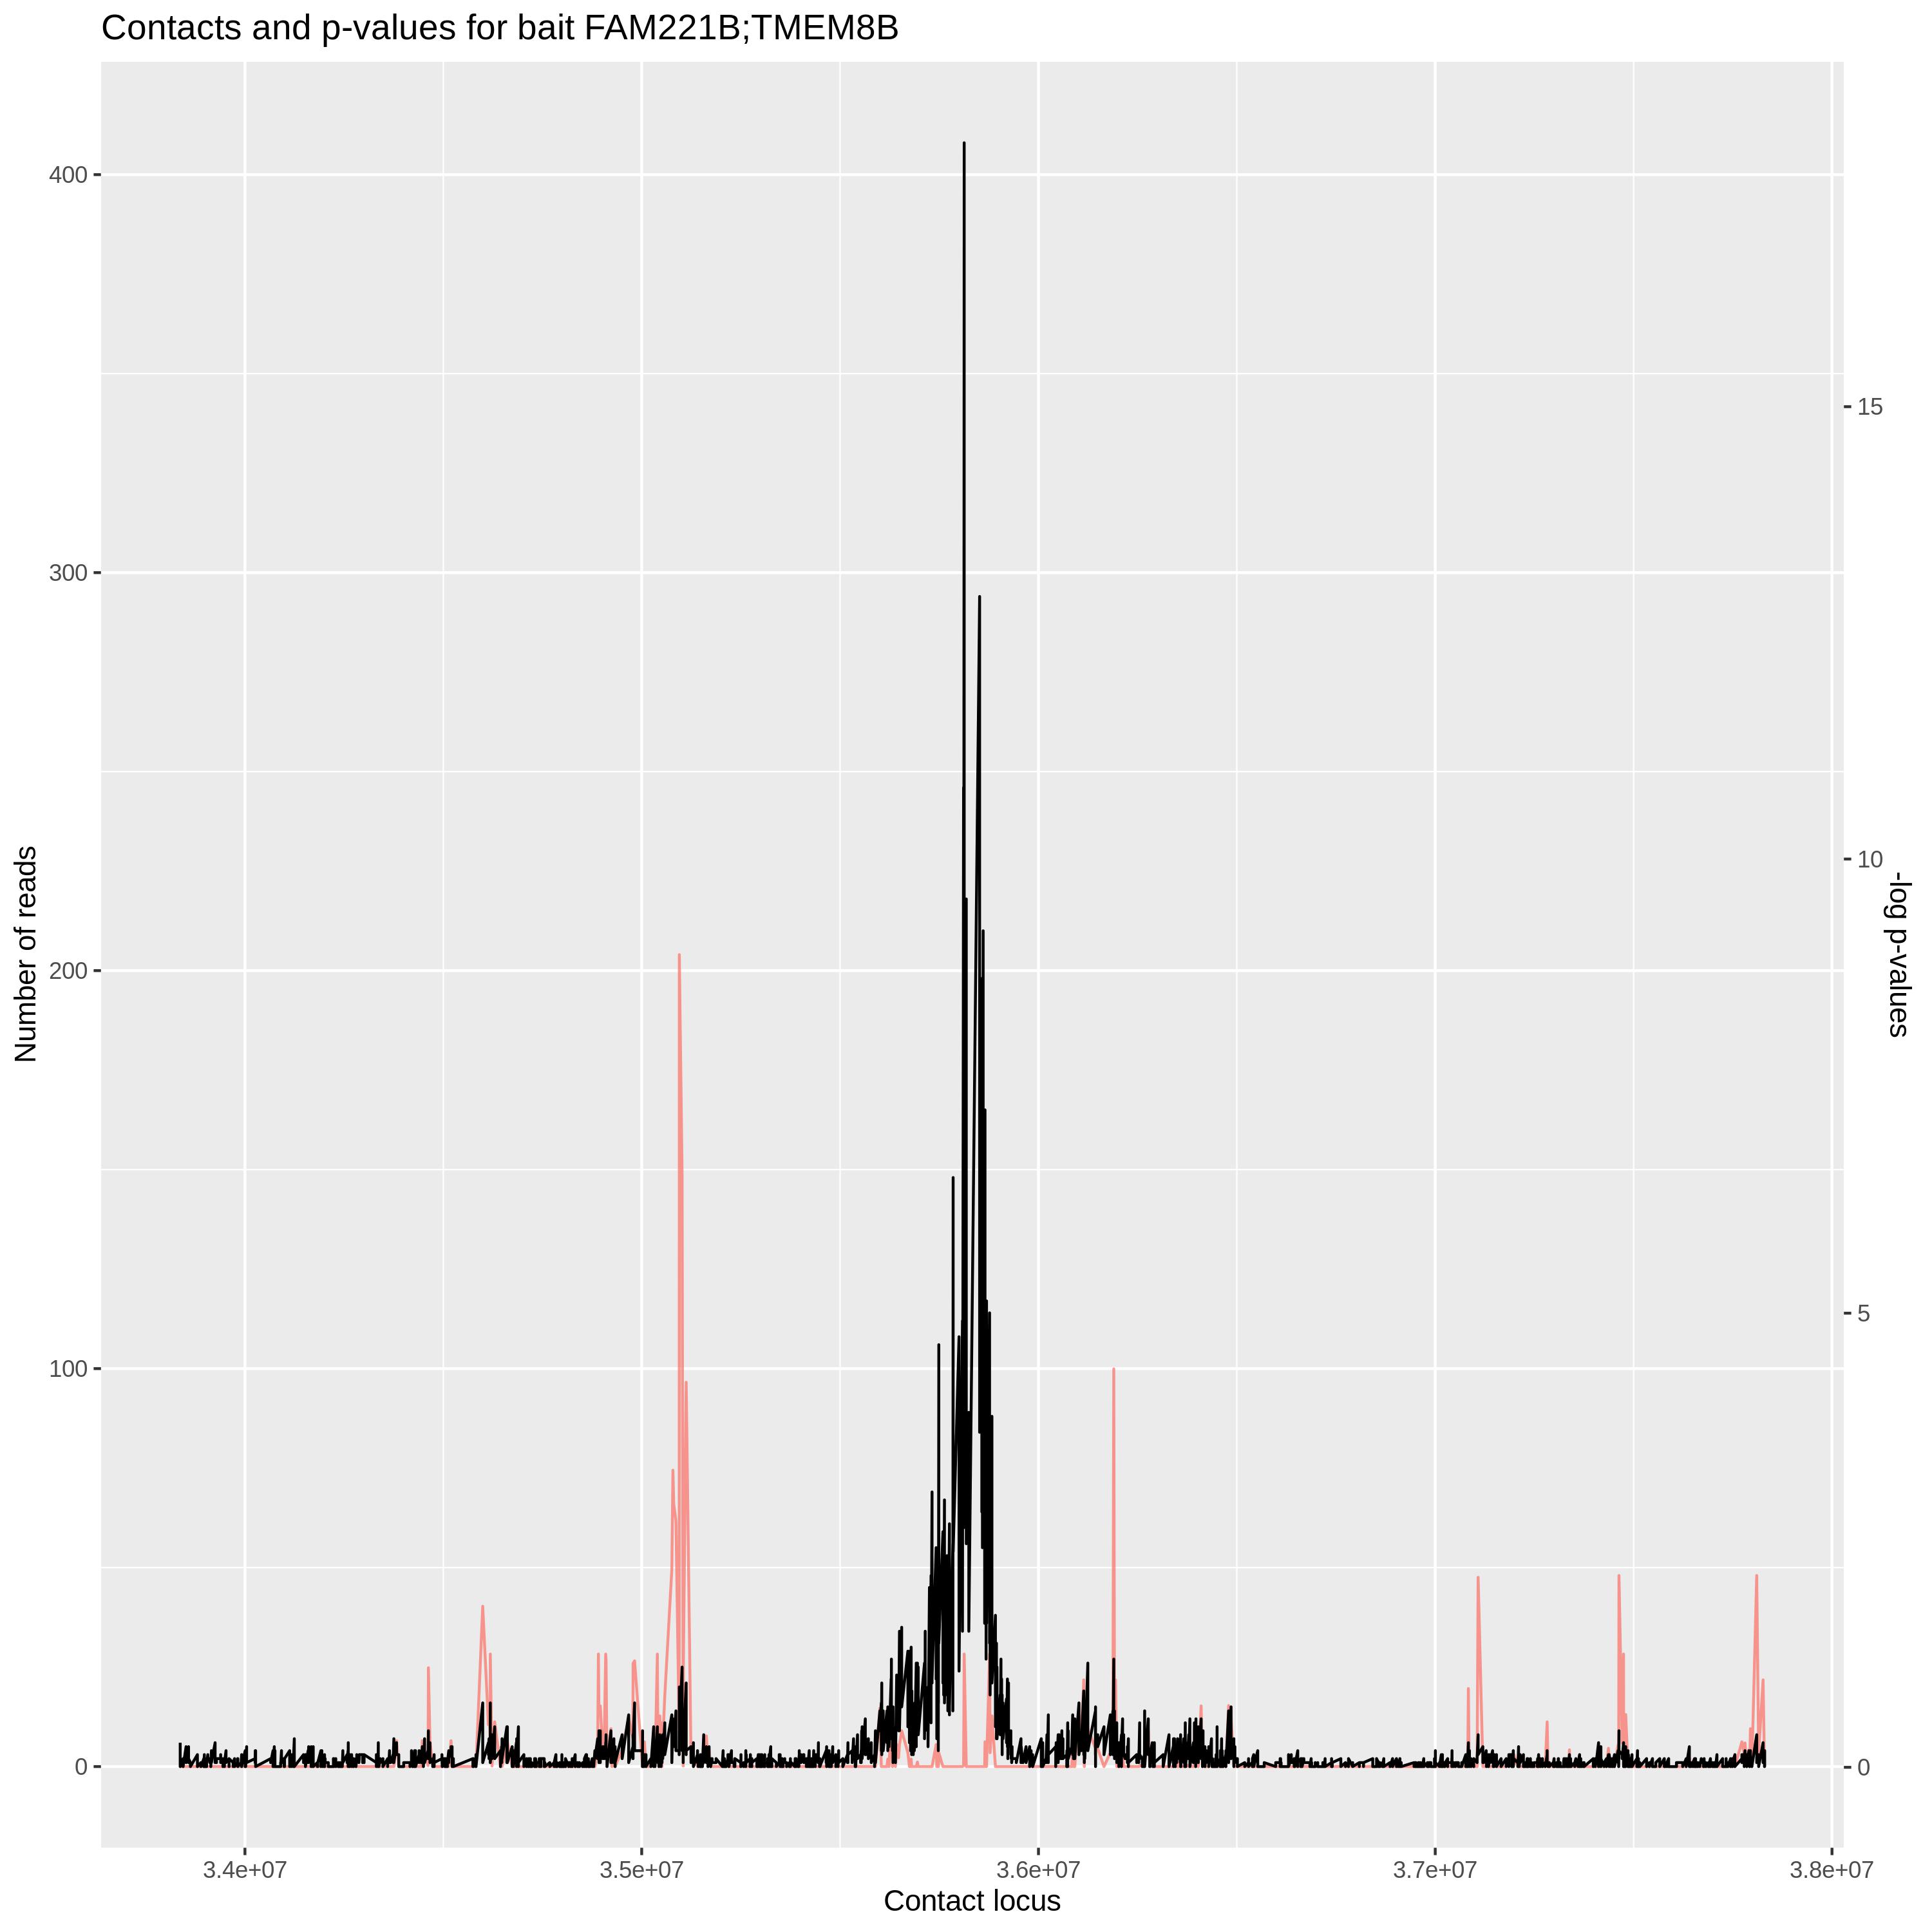 Contacts and p-values for bait FAM221B;TMEM8B
400
300
200
100
0
Number of reads
15
10
5
0
-log p-values
3.4e+07
3.5e+07
3.6e+07
3.7e+07
3.8e+07
Contact locus